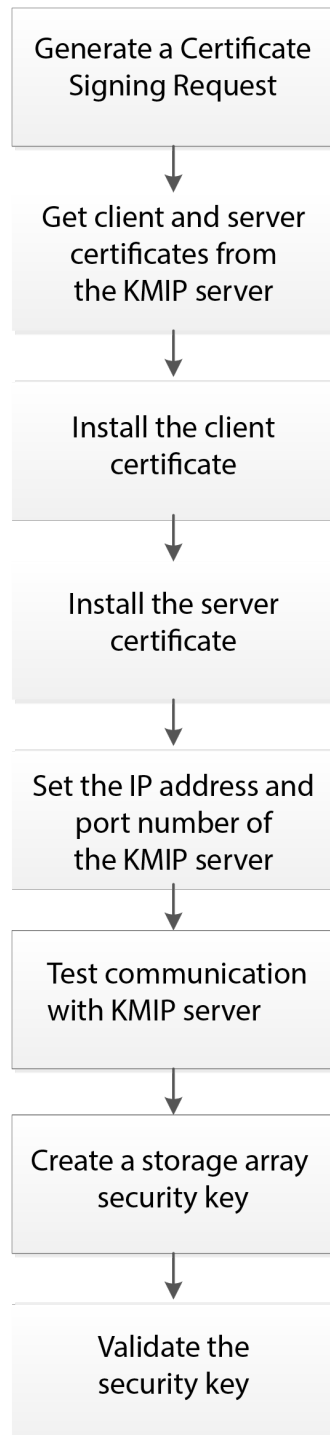 Generate a Certificate
Signing Request
Get client and server
certificates from
the KMIP server
Install the client
certificate
Install the server
certificate
Set the IP address and
port number of
the KMIP server
Test communication
with KMIP server
Create a storage array
security key
Validate the
security key